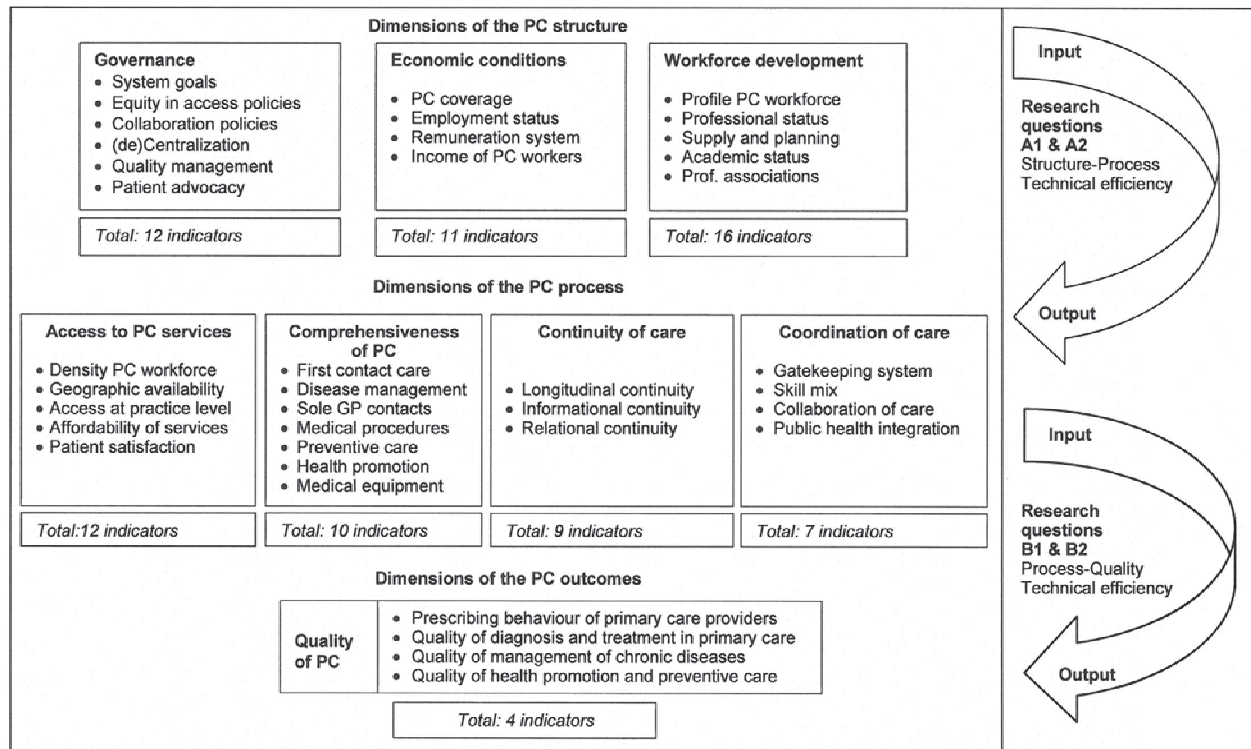 Dimensions of the PC structure
Governance
• System goals
• Equity in access policies
• Collaboration policies
• (de)Centralization
• Quality management
• Patient advocacy
Total: 12 indicators
Economic conditions
• PC coverage
• Employment status
• Remuneration system
• Income of PC workers
Total: 11 indicators
Workforce development
• Profile PC workforce
• Professional status
• Supply and planning
• Academic status
• Prof. associations
Total: 16 indicators
Dimensions of the PC process
Access to PC services
• Density PC workforce
• Geographic availability
• Access at practice level
• Affordability of services
• Patient satisfaction
Total:12 indicators
Comprehensiveness
of PC
• First contact care
• Disease management
• Sole GP contacts
• Medical procedures
• Preventive care
• Health promotion
• Medical equipment
Total: 10 indicators
Continuity of care
• Longitudinal continuity
• Informational continuity
• Relational continuity
Total: 9 indicators
Coordination of care
• Gatekeeping system
• Skill mix
• Collaboration of care
• Public health integration
Total: 7 indicators
Dimensions of the PC outcomes
Quality
of PC
• Prescribing behaviour of primary care providers
• Quality of diagnosis and treatment in primary care
• Quality of management of chronic diseases
• Quality of health promotion and preventive care
Total: 4 indicators
Input
Research
questions
A1 & A2
Structure-Process
Technical efficiency
Output
Input
Research
questions
B1 & B2
Process-Quality
Technical efficiency
Output